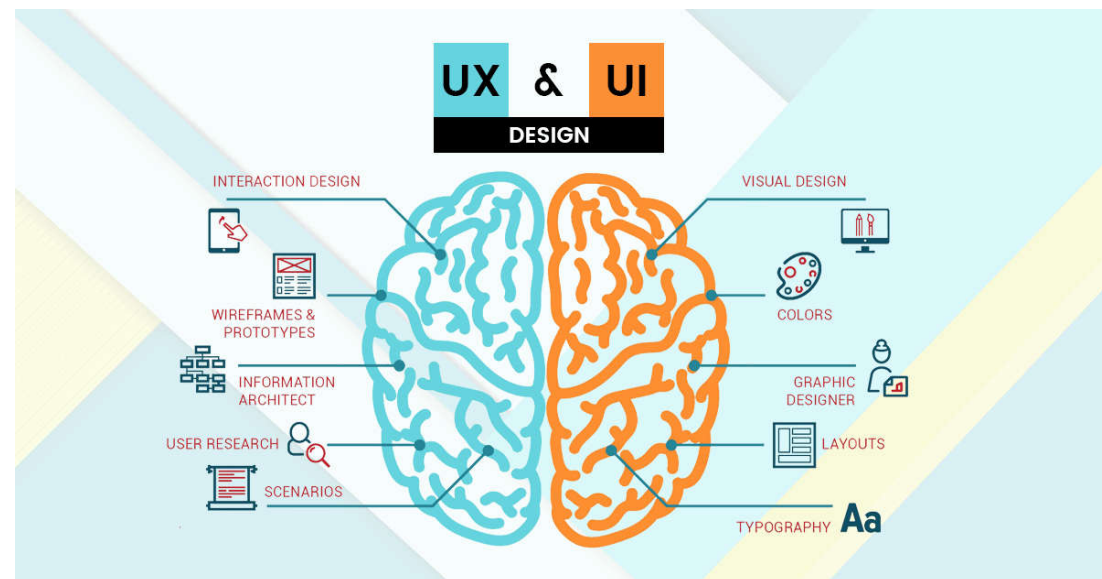 UX & UI
DESIGN
INTERACTION DESIGN
WIREFRAMES &
PROTOTYPES
INFORMATION
ARCHITECT
USER RESEARCH
SCENARIOS
VISUAL DESIGN
COLORS
GRAPHIC
DESIGNER
LAYOUTS
TYPOGRAPHY Aa